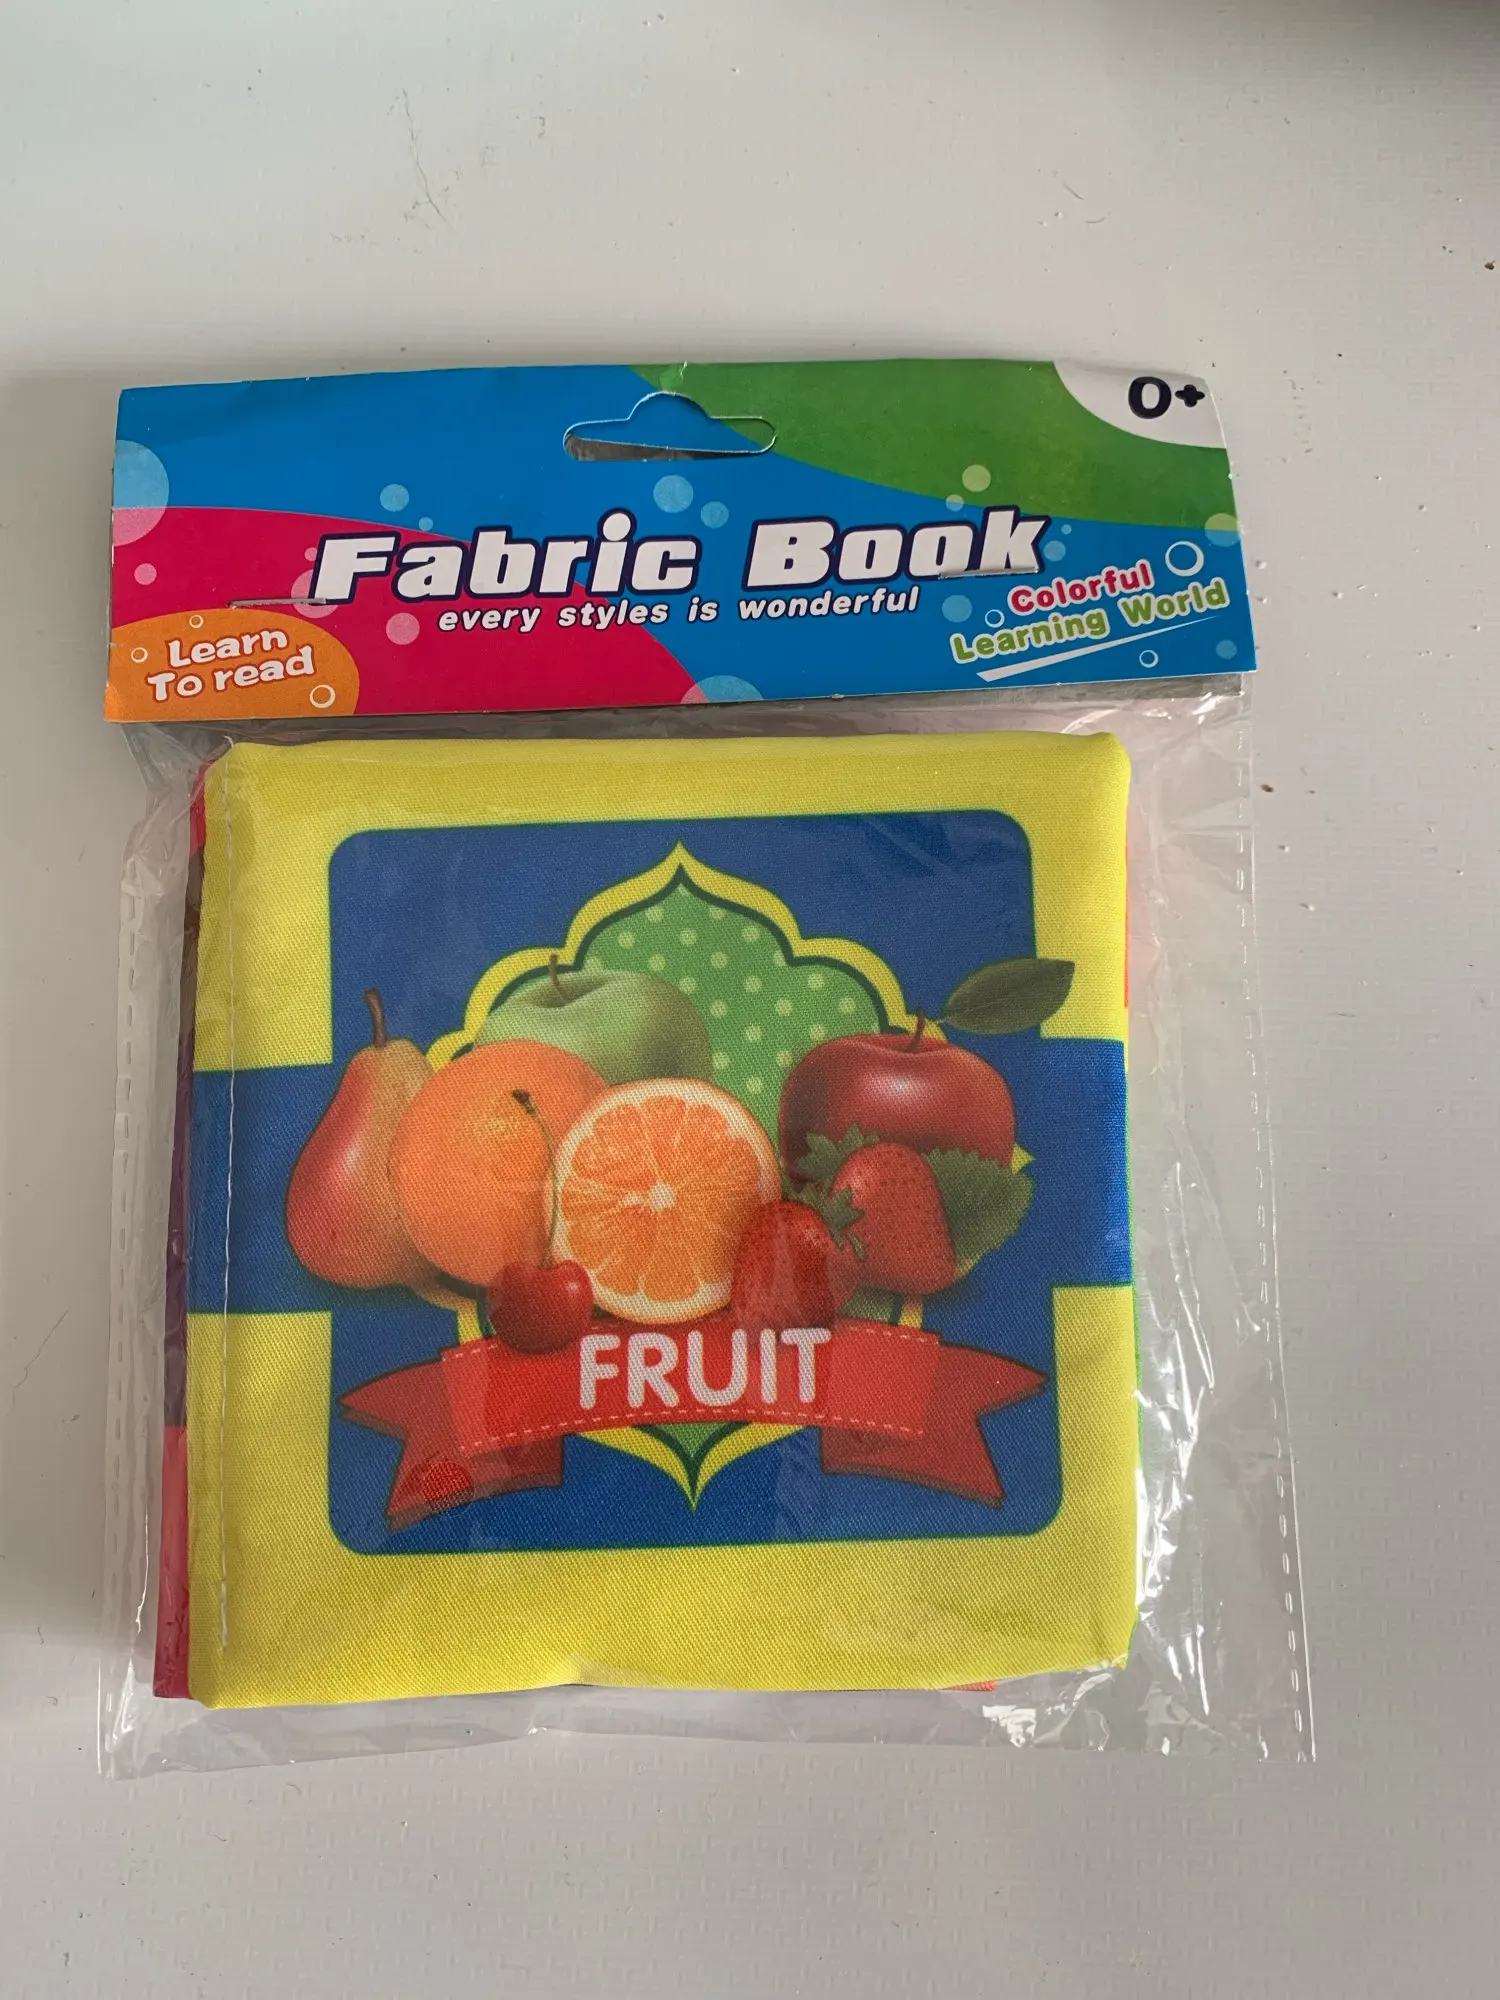 0+
Fabric Book
every styles is wonderful
Colorful
Learning World
Learn
To read
FRUIT